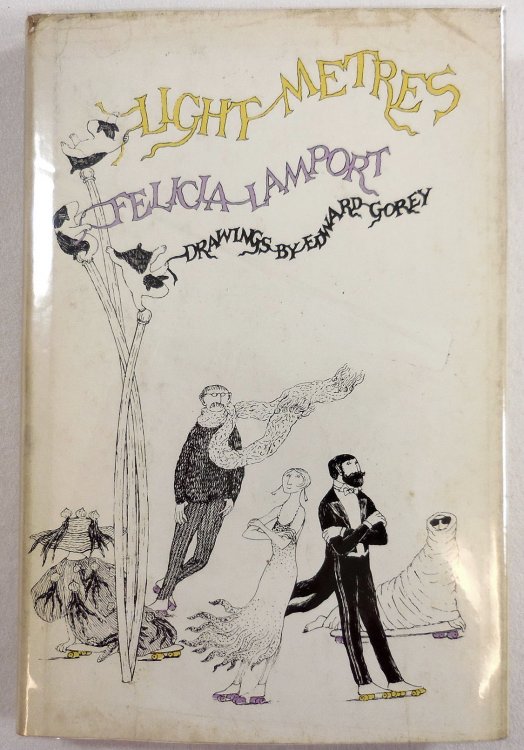 LIGHT METRES
FELICIA LAMPORT
DRAWINGS BY EDWARD GOREY